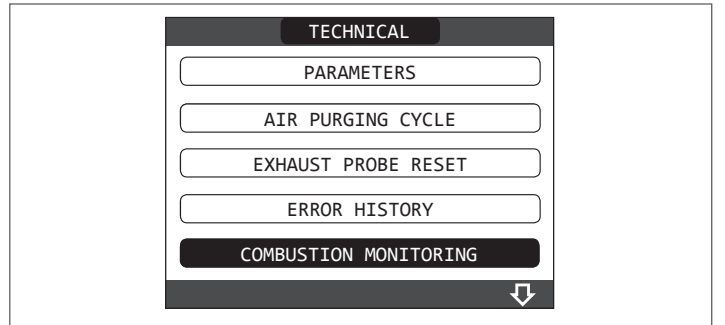 TECHNICAL
PARAMETERS
AIR PURGING CYCLE
EXHAUST PROBE RESET
ERROR HISTORY
COMBUSTION MONITORING